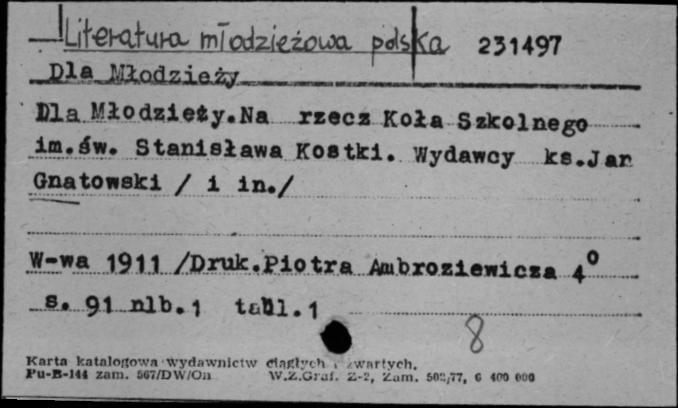 Literatura młodzieżowa polska 231497
Dla Młodzieży
Dla Młodzieży.Na rzecz Koła Szkolnego
im.św. Stanisława Kostki. Wydawcy ks.Jan
Gnatowski / i in./
W-wa 1911 /Druk.Piotra Ambroziewicza 4°
s. 91 nlb.1 tabl.1
8
Karta katalogowa wydawnictw ciągłych i zwartych.
Pu-B-144 zam. 567/DW/On W.Z.Graf. Z-2, Zam. 502/77, 6 400 000